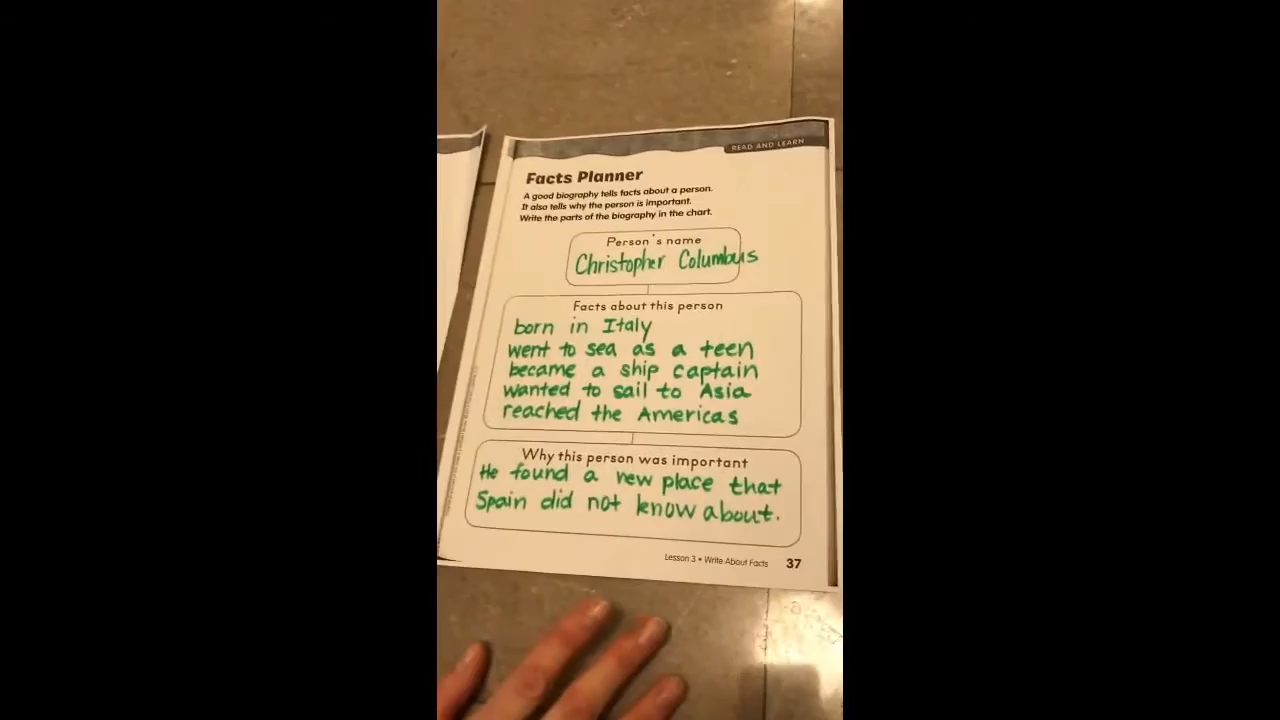 READ AND LEARN
Facts Planner
A good biography tells facts about a person.
It also tells why the person is important.
Write the parts of the biography in the chart.
Person's name
Christopher Columbus
Facts about this person
born in Italy
went to sea as a teen
became a ship captain
wanted to sail to Asia
reached the Americas
Why this person was important
He found a new place that
Spain did not know about.
Lesson 3 • Write About Facts 37